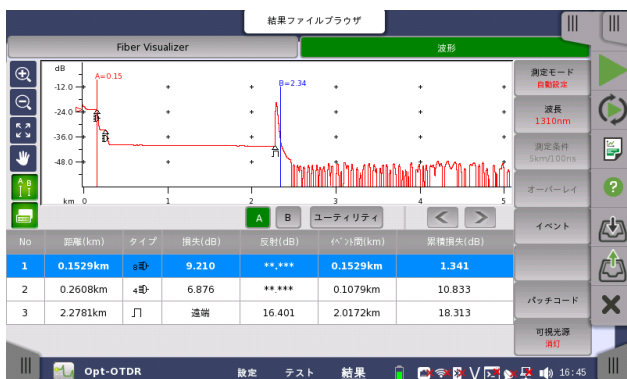 結果ファイルブラウザ
Fiber Visualizer
波形
dB
A=0.15
B=2.34
-12.0
-24.0
-36.0
-48.0
km 0 1 2 3 4 5
A B ユーティリティ < >
No 距離(km) タイプ 損失(dB) 反射(dB) イベント間(km) 累積損失(dB)
1 0.1529km 8 9.210 **.*** 0.1529km 1.341
2 0.2608km 4 6.876 **.*** 0.1079km 10.833
3 2.2781km 遠端 16.401 2.0172km 18.313
測定モード
自動設定
波長
1310nm
測定条件
5km/100ns
オーバーレイ
イベント
パッチコード
可視光源
消灯
A B
?
Opt-OTDR 設定 テスト 結果 V 16:45